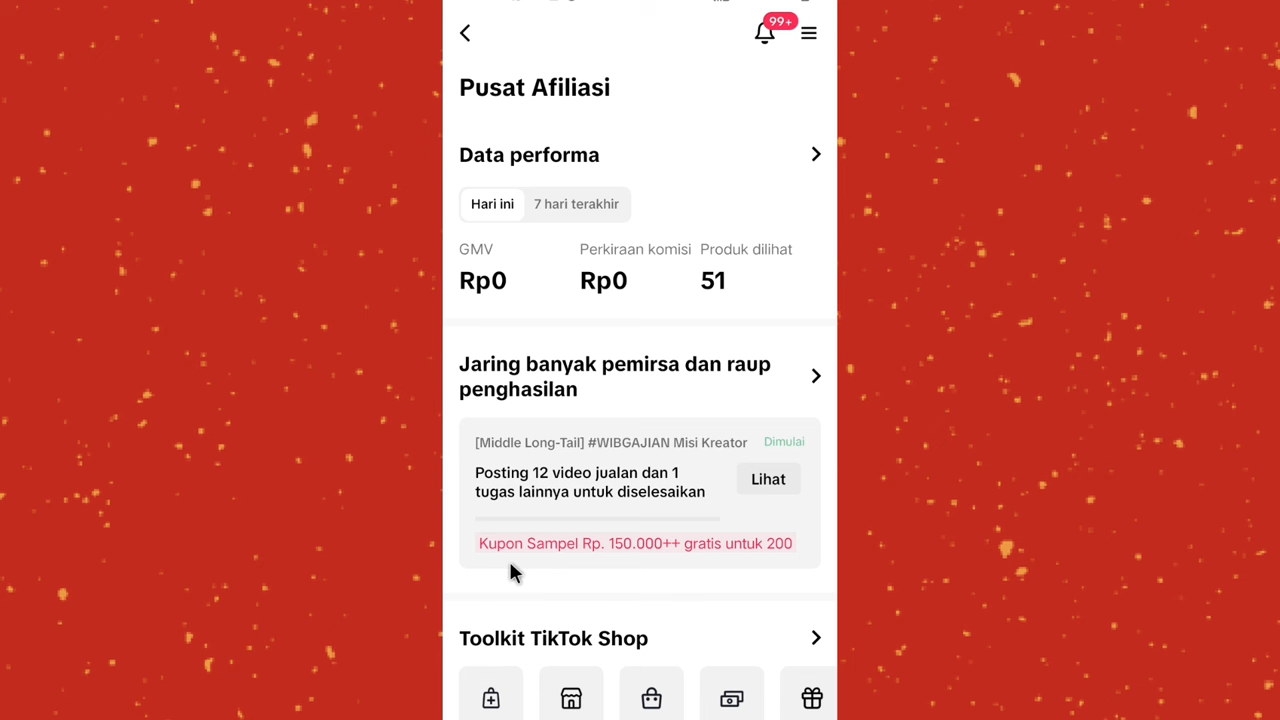 99+
Pusat Afiliasi
Data performa
Hari ini 7 hari terakhir
GMV Perkiraan komisi Produk dilihat
Rp0 Rp0 51
Jaring banyak pemirsa dan raup
penghasilan
[Middle Long-Tail] #WIBGAJIAN Misi Kreator Dimulai
Posting 12 video jualan dan 1
tugas lainnya untuk diselesaikan
Lihat
Kupon Sampel Rp. 150.000++ gratis untuk 200
Toolkit TikTok Shop